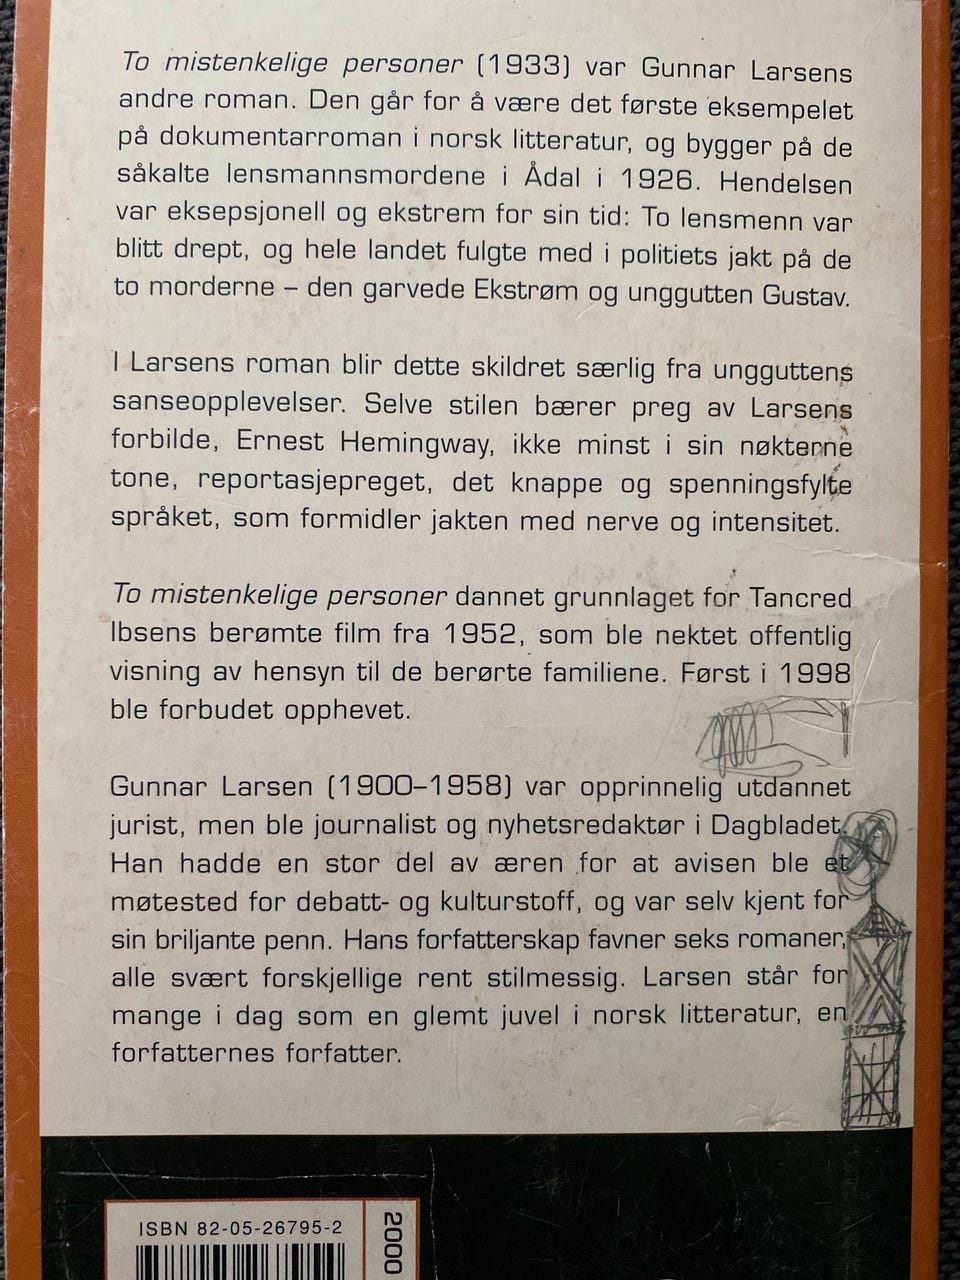 To mistenkelige personer (1933) var Gunnar Larsens
andre roman. Den går for å være det første eksempelet
på dokumentarroman i norsk litteratur, og bygger på de
såkalte lensmannsmordene i Ådal i 1926. Hendelsen
var eksepsjonell og ekstrem for sin tid: To lensmenn var
blitt drept, og hele landet fulgte med i politiets jakt på de
to morderne – den garvede Ekstrøm og unggutten Gustav.
I Larsens roman blir dette skildret særlig fra ungguttens
sanseopplevelser. Selve stilen bærer preg av Larsens
forbilde, Ernest Hemingway, ikke minst i sin nøkterne
tone, reportasjepreget, det knappe og spenningsfylte
språket, som formidler jakten med nerve og intensitet.
To mistenkelige personer dannet grunnlaget for Tancred
Ibsens berømte film fra 1952, som ble nektet offentlig
visning av hensyn til de berørte familiene. Først i 1998
ble forbudet opphevet.
Gunnar Larsen (1900–1958) var opprinnelig utdannet
jurist, men ble journalist og nyhetsredaktør i Dagbladet.
Han hadde en stor del av æren for at avisen ble et
møtested for debatt- og kulturstoff, og var selv kjent for
sin briljante penn. Hans forfatterskap favner seks romaner,
alle svært forskjellige rent stilmessig. Larsen står for
mange i dag som en glemt juvel i norsk litteratur, en
forfatternes forfatter.
ISBN 82-05-26795-2
2000